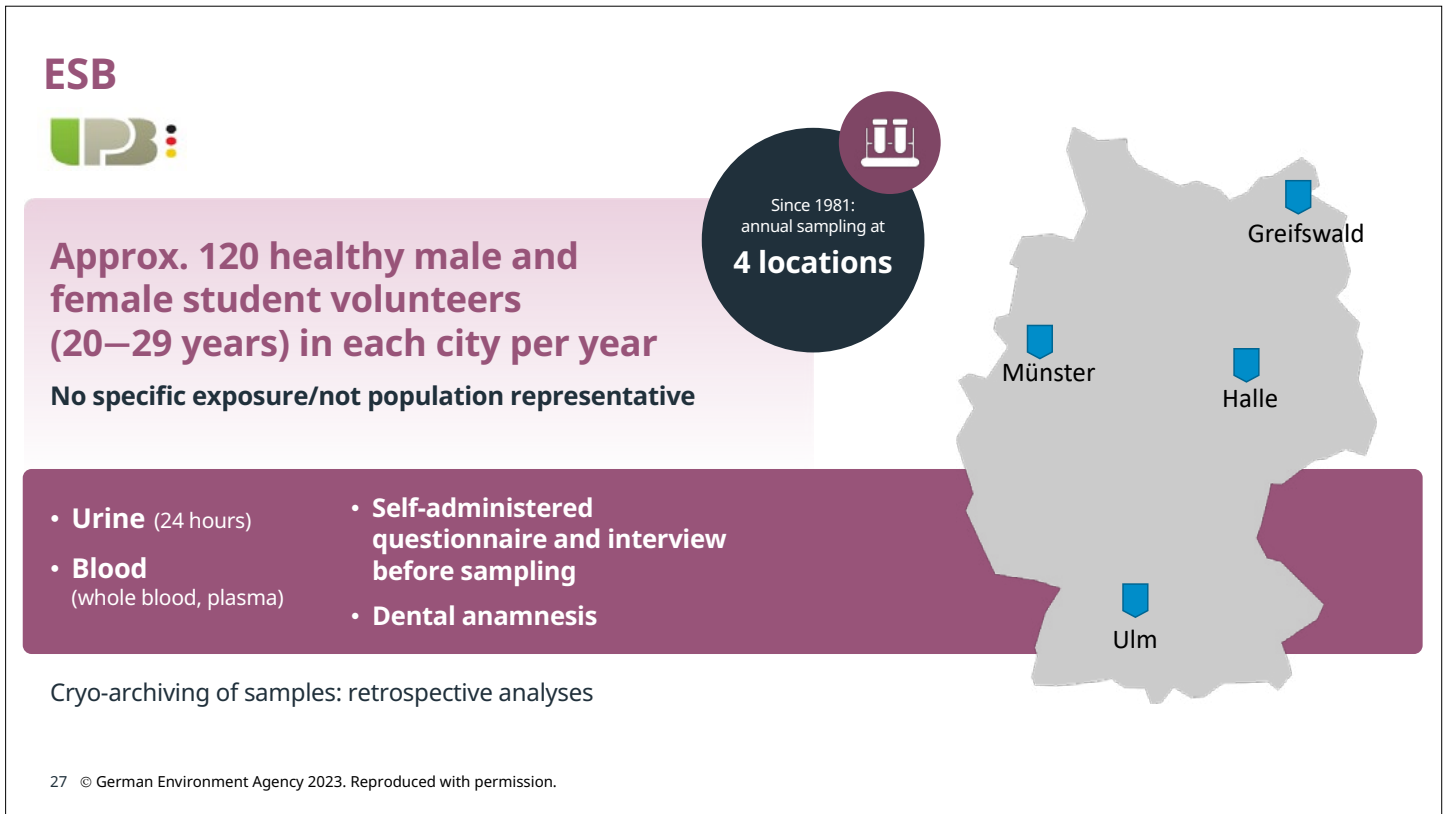 ESB
UPB
Since 1981:
annual sampling at
4 locations
Approx. 120 healthy male and
female student volunteers
(20—29 years) in each city per year
No specific exposure/not population representative
• Urine (24 hours)
• Blood
(whole blood, plasma)
• Self-administered
questionnaire and interview
before sampling
• Dental anamnesis
Greifswald
Münster
Halle
Ulm
Cryo-archiving of samples: retrospective analyses
27 © German Environment Agency 2023. Reproduced with permission.